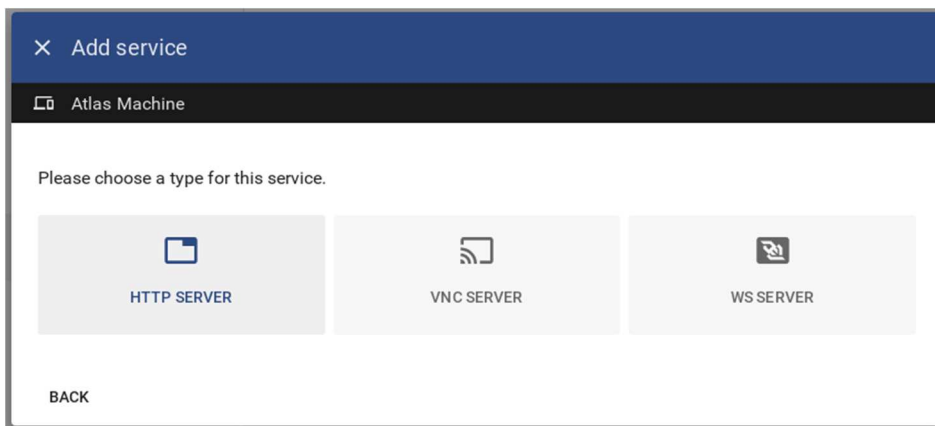 Add service
Atlas Machine
Please choose a type for this service.
HTTP SERVER
VNC SERVER
WS SERVER
BACK